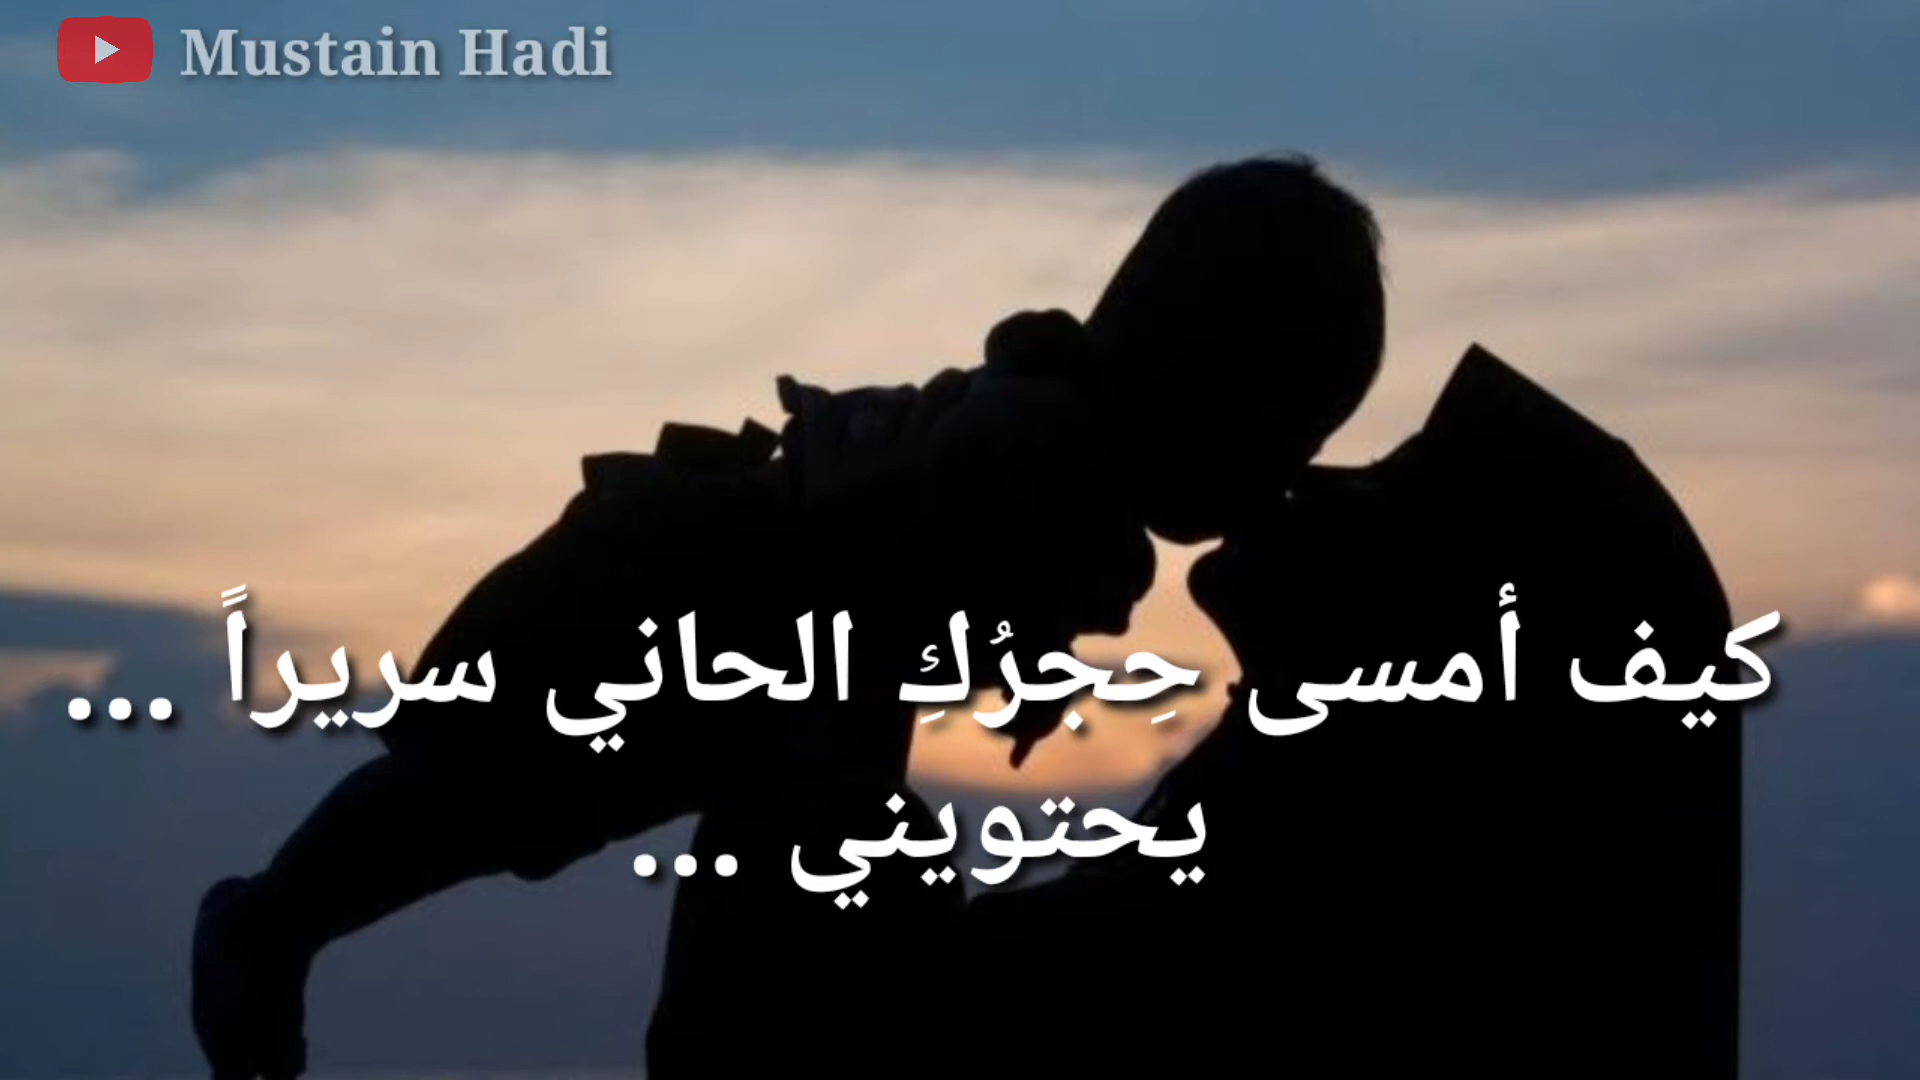 Mustain Hadi
كيف أمسى حِجرُكِ الحاني سريراً ...
يحتويني ...